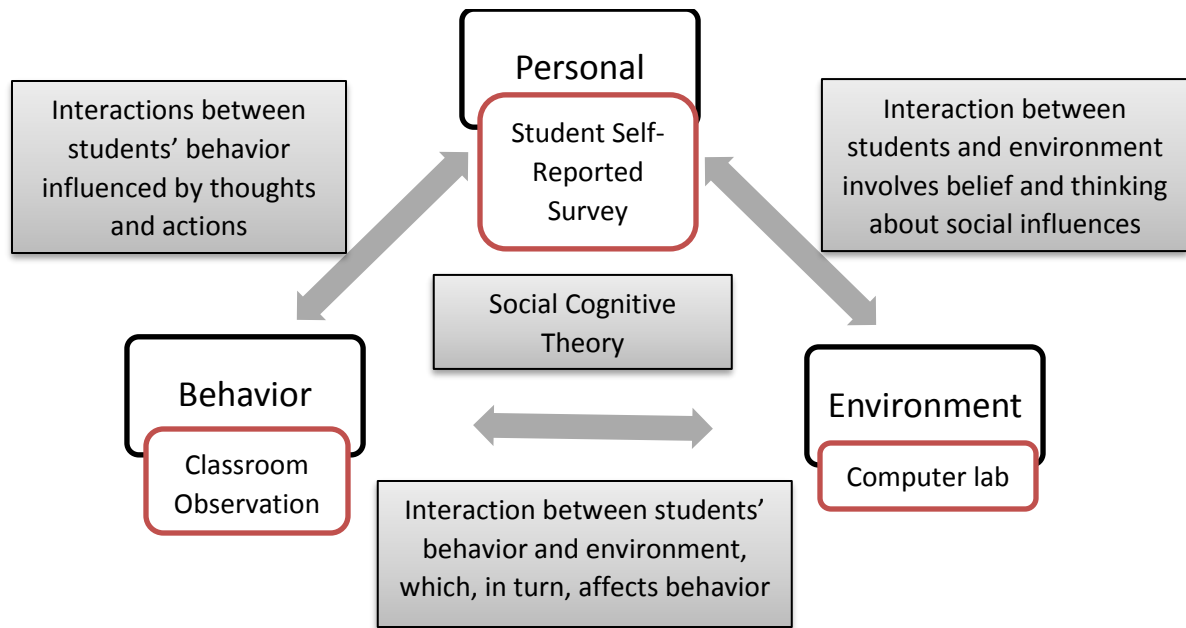 Personal
Student Self-
Reported
Survey
Interactions between
students’ behavior
influenced by thoughts
and actions
Interaction between
students and environment
involves belief and thinking
about social influences
Social Cognitive
Theory
Behavior
Classroom
Observation
Environment
Computer lab
Interaction between students’
behavior and environment,
which, in turn, affects behavior